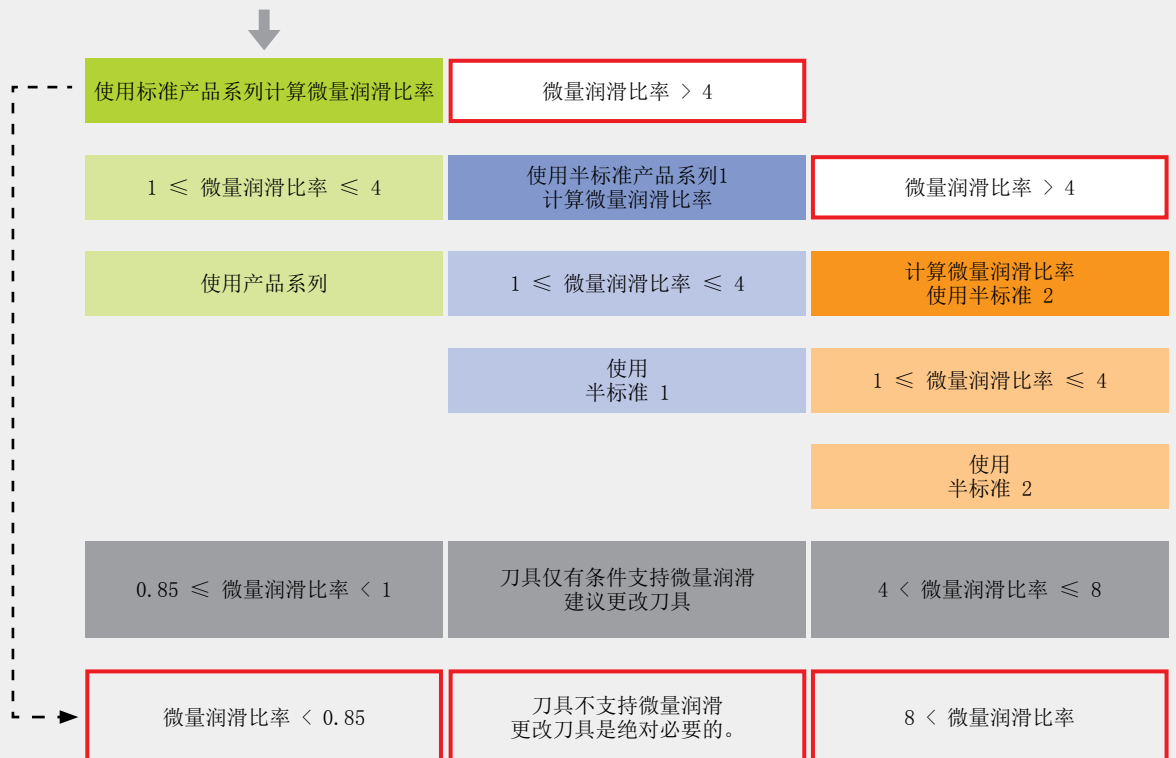 使用标准产品系列计算微量润滑比率
微量润滑比率 > 4
1 ≤ 微量润滑比率 ≤ 4
使用半标准产品系列1
计算微量润滑比率
微量润滑比率 > 4
使用产品系列
1 ≤ 微量润滑比率 ≤ 4
计算微量润滑比率
使用半标准 2
使用
半标准 1
1 ≤ 微量润滑比率 ≤ 4
使用
半标准 2
0.85 ≤ 微量润滑比率 < 1
刀具仅有条件支持微量润滑
建议更改刀具
4 < 微量润滑比率 ≤ 8
微量润滑比率 < 0.85
刀具不支持微量润滑
更改刀具是绝对必要的。
8 < 微量润滑比率